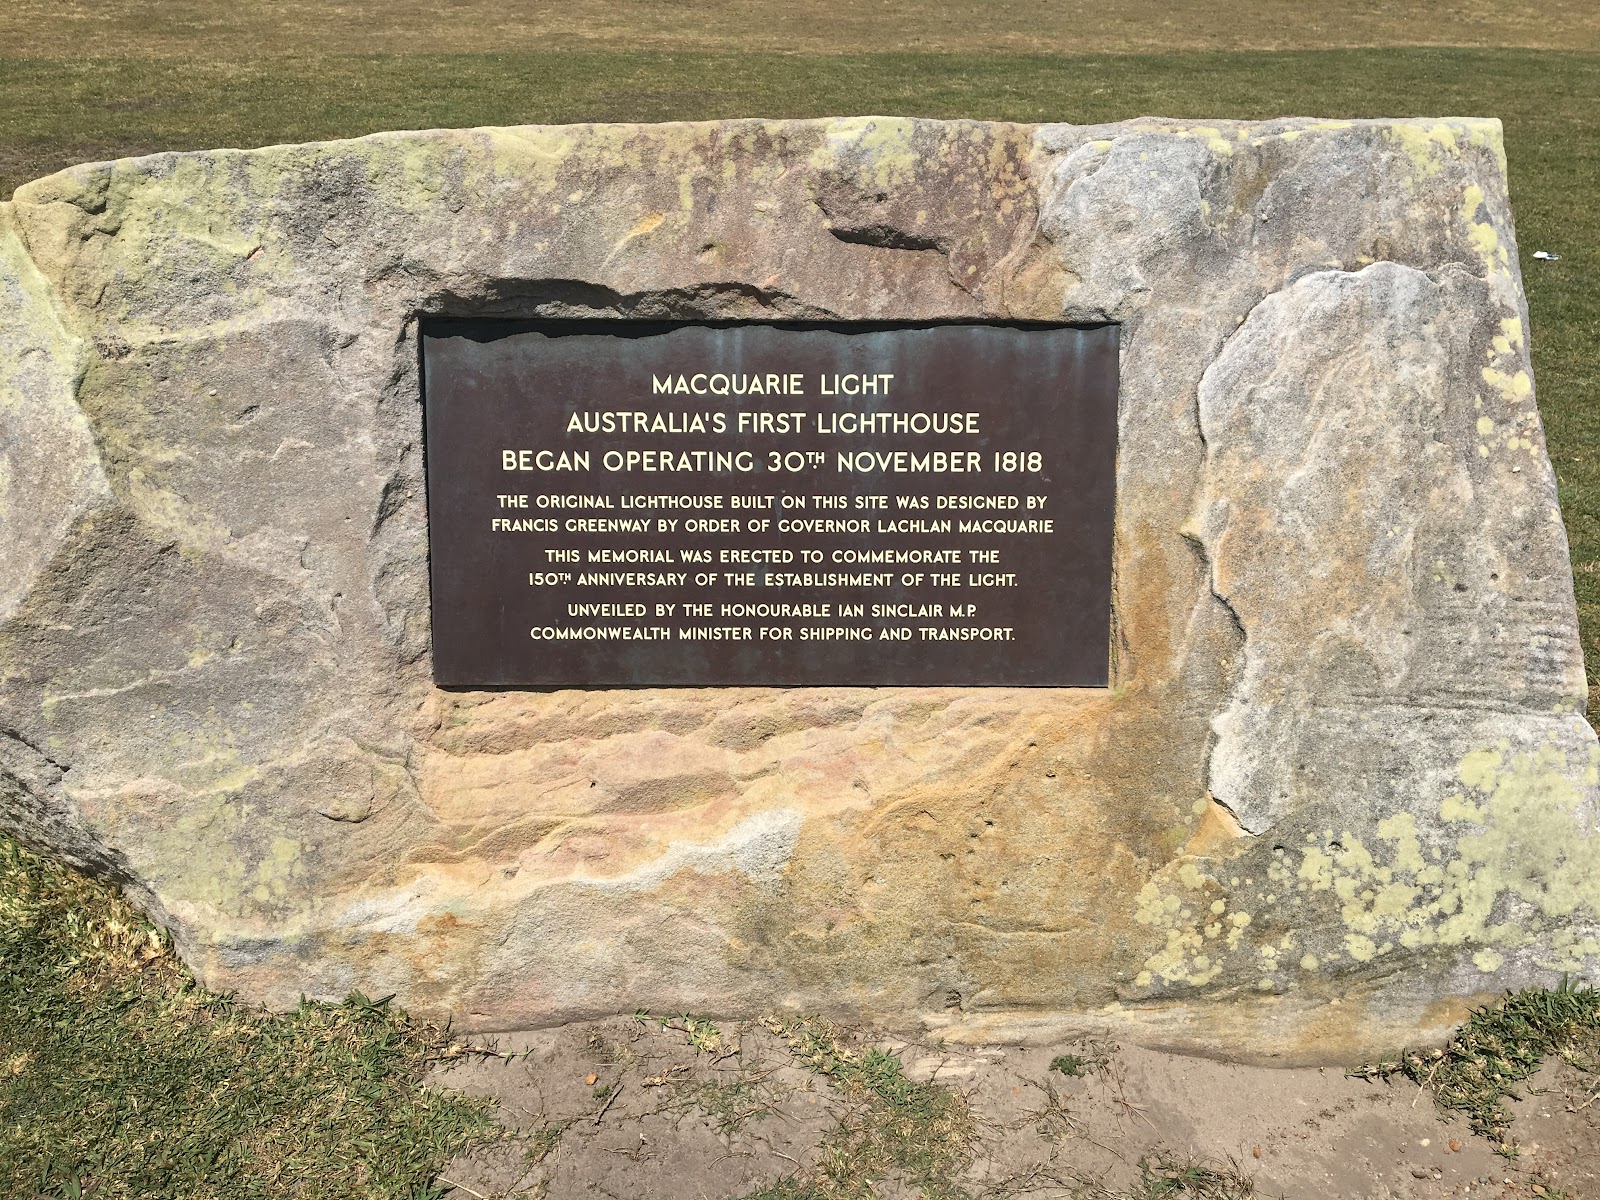 MACQUARIE LIGHT
AUSTRALIA'S FIRST LIGHTHOUSE
BEGAN OPERATING 30TH. NOVEMBER 1818
THE ORIGINAL LIGHTHOUSE BUILT ON THIS SITE WAS DESIGNED BY
FRANCIS GREENWAY BY ORDER OF GOVERNOR LACHLAN MACQUARIE
THIS MEMORIAL WAS ERECTED TO COMMEMORATE THE
150TH. ANNIVERSARY OF THE ESTABLISHMENT OF THE LIGHT.
UNVEILED BY THE HONOURABLE IAN SINCLAIR M.P.
COMMONWEALTH MINISTER FOR SHIPPING AND TRANSPORT.